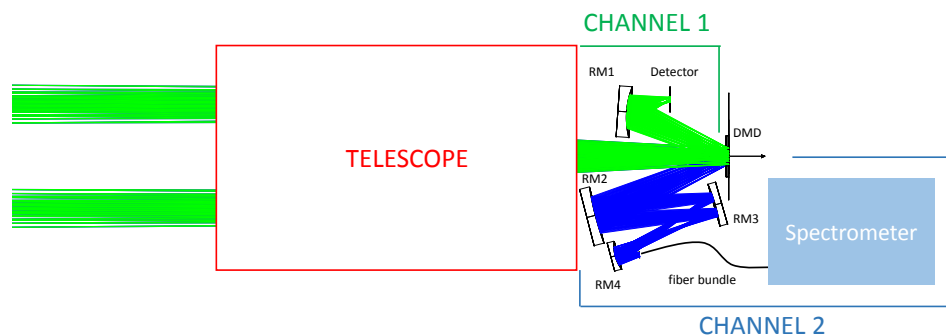 CHANNEL 1
RM1
Detector
DMD
TELESCOPE
RM2
RM3
Spectrometer
RM4
fiber bundle
CHANNEL 2